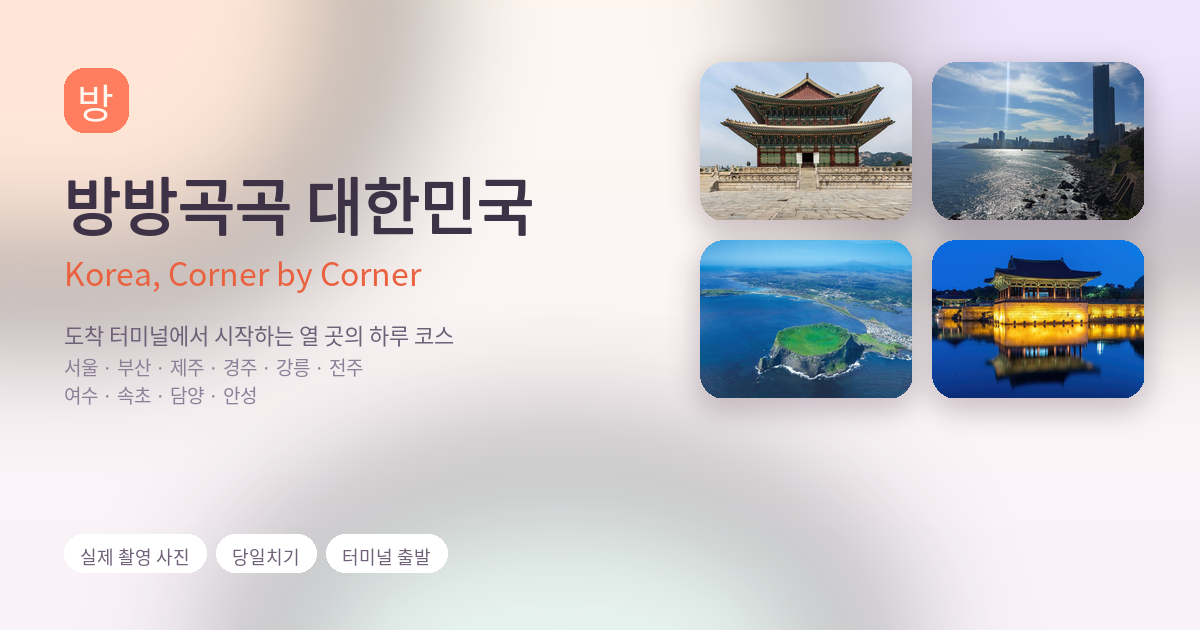 방
방방곡곡 대한민국
Korea, Corner by Corner
도착 터미널에서 시작하는 열 곳의 하루 코스
서울 · 부산 · 제주 · 경주 · 강릉 · 전주
여수 · 속초 · 담양 · 안성
실제 촬영 사진
당일치기
터미널 출발